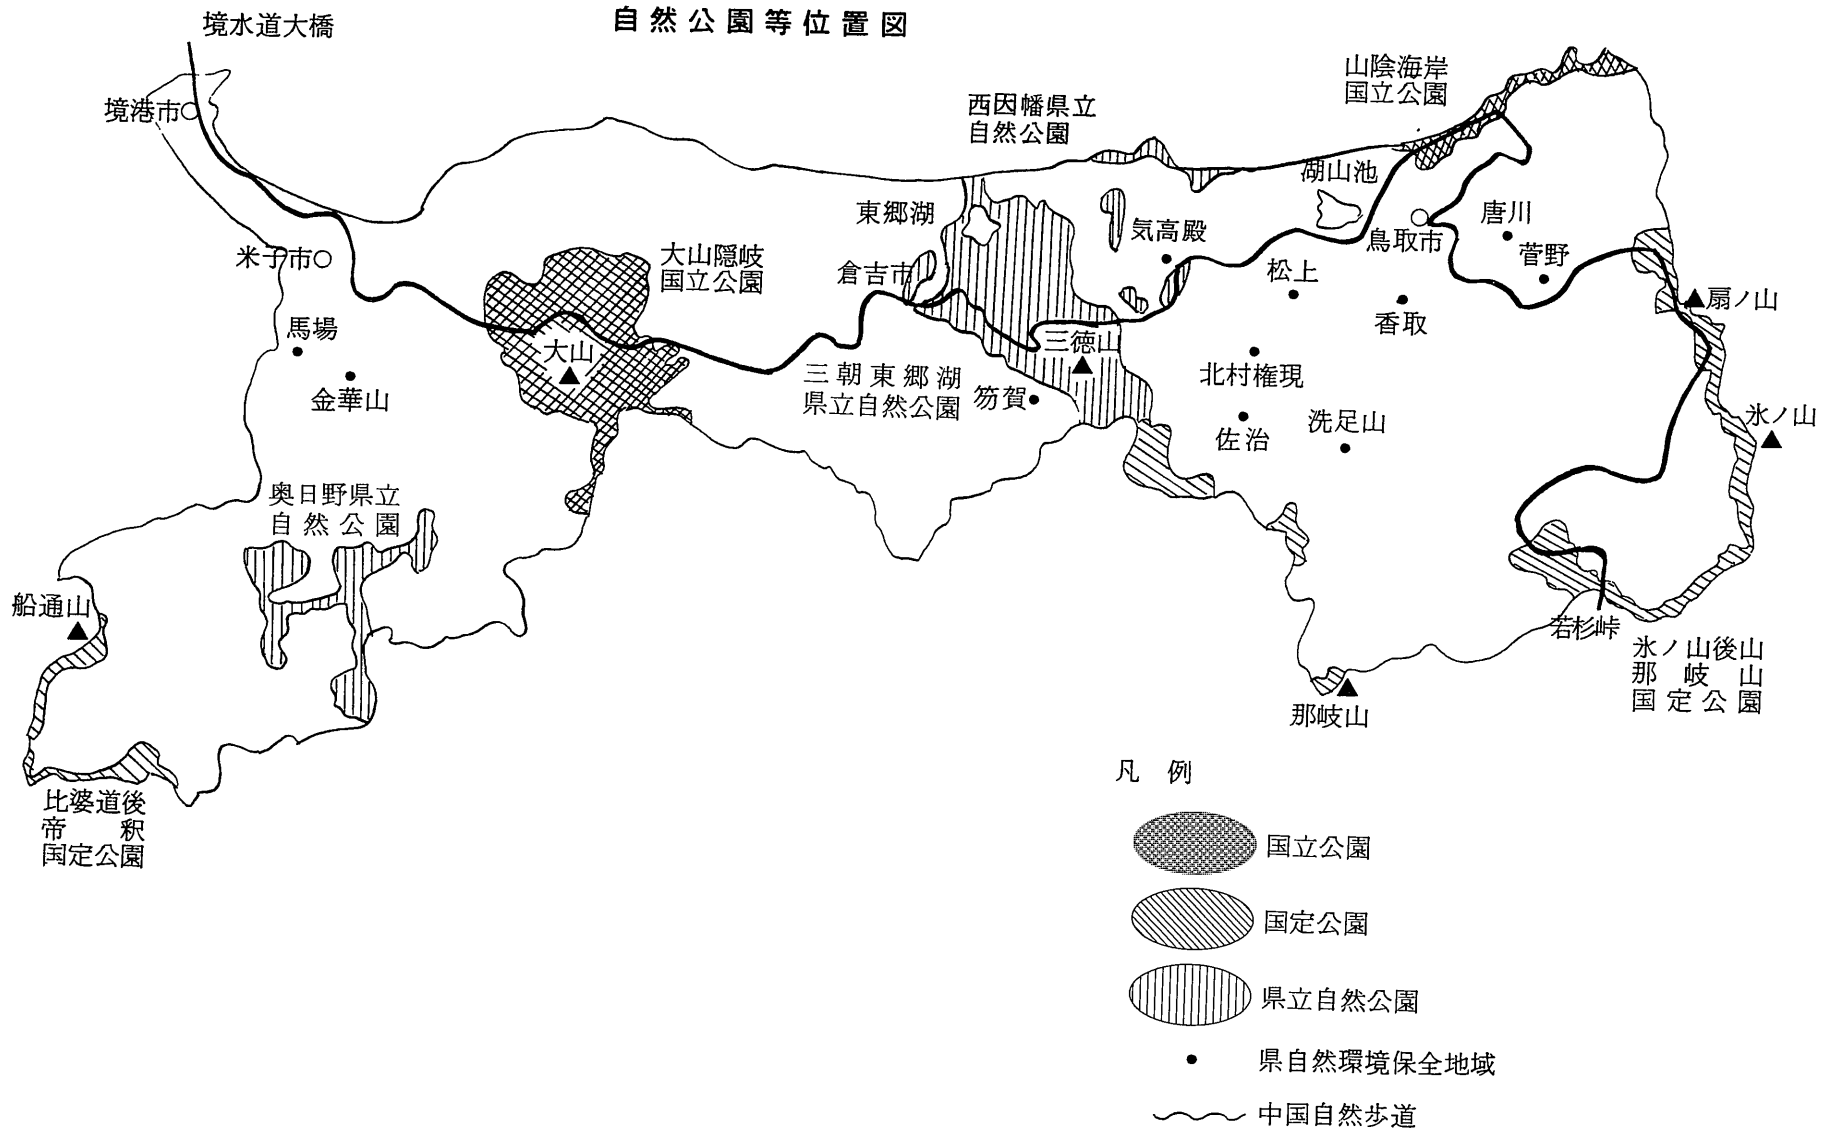 自然公園等位置図
境水道大橋
境港市
米子市
馬場
金華山
大山隠岐
国立公園
大山
奥日野県立
自然公園
船通山
比婆道後
帝釈
国定公園
東郷湖
倉吉市
三朝東郷湖
県立自然公園
西因幡県立
自然公園
気高殿
三徳山
笏賀
山陰海岸
国立公園
湖山池
鳥取市
唐川
菅野
松上
香取
北村権現
佐治
洗足山
扇ノ山
氷ノ山
若杉峠
氷ノ山後山
那岐山
国定公園
那岐山
凡例
国立公園
国定公園
県立自然公園
県自然環境保全地域
中国自然歩道